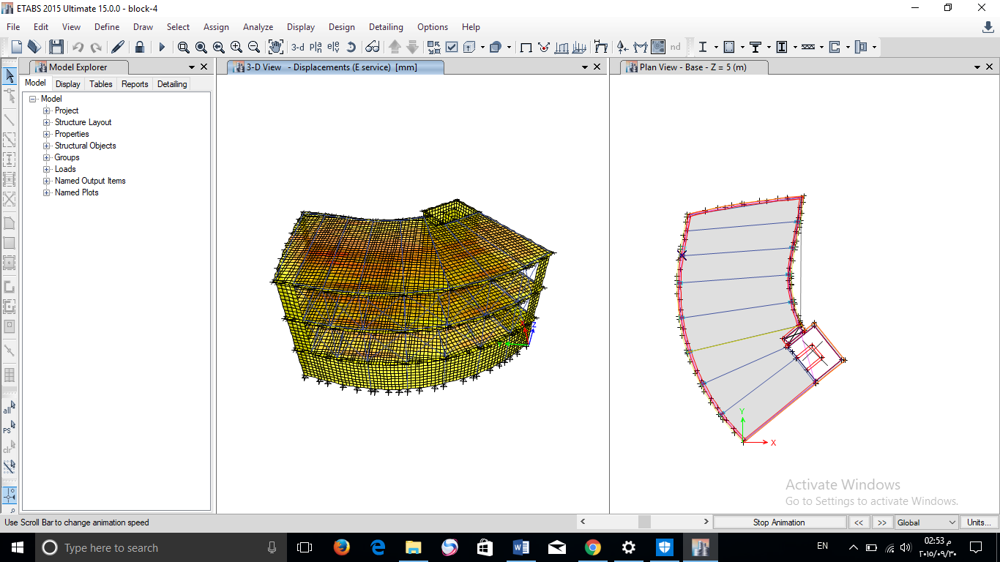 ETABS 2015 Ultimate 15.0.0 - block-4
File Edit View Define Draw Select Assign Analyze Display Design Detailing Options Help
3-d nd
Model Explorer
3-D View - Displacements (E service) [mm]
Plan View - Base - Z = 5 (m)
Model Display Tables Reports Detailing
Model
Project
Structure Layout
Properties
Structural Objects
Groups
Loads
Named Output Items
Named Plots
Z
Y
X
all
PS
clr
Activate Windows
Go to Settings to activate Windows.
Use Scroll Bar to change animation speed
Stop Animation << >> Global Units...
Type here to search
EN
02:53 م
٢٠١٥/٠٩/٣٠